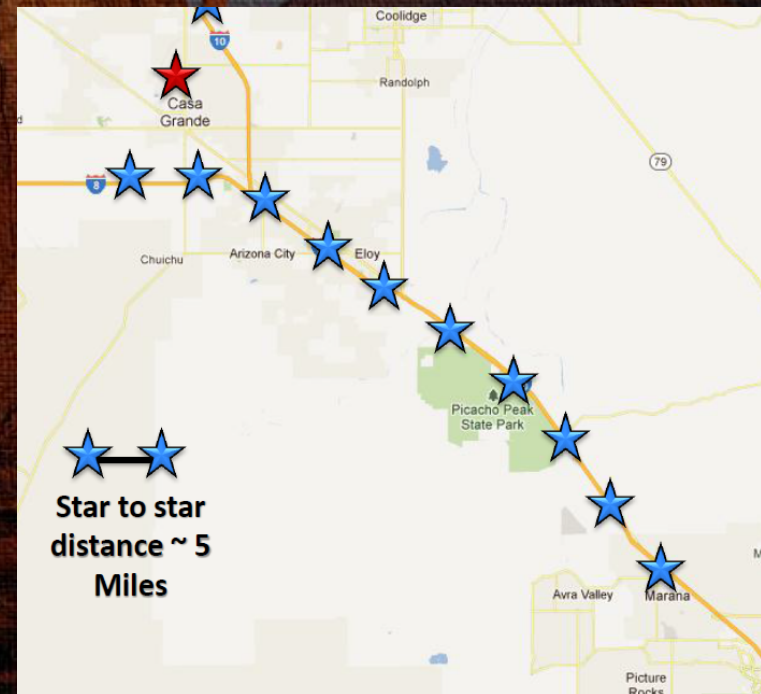 Coolidge
10
Randolph
Casa
Grande
79
8
Chuichu
Arizona City
Eloy
Picacho Peak
State Park
Star to star
distance ~ 5
Miles
Avra Valley
Marana
Picture
Rocks